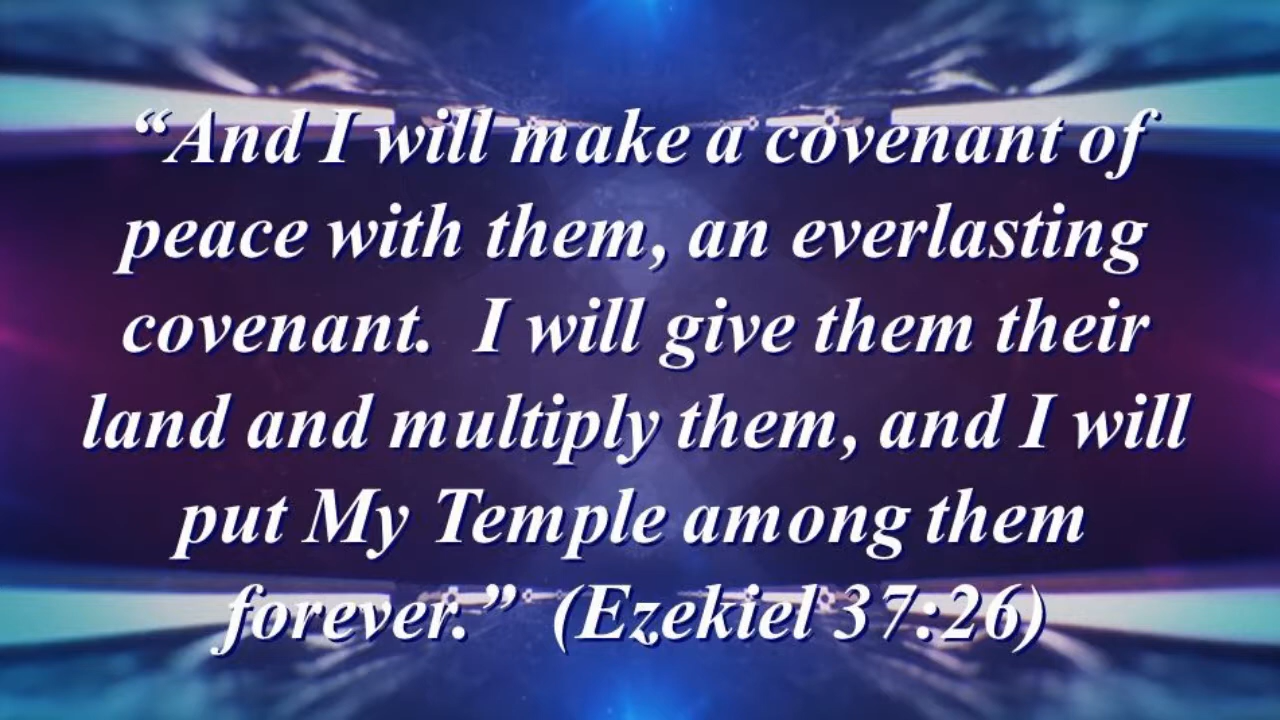 “And I will make a covenant of
peace with them, an everlasting
covenant.  I will give them their
land and multiply them, and I will
put My Temple among them
forever.”  (Ezekiel 37:26)